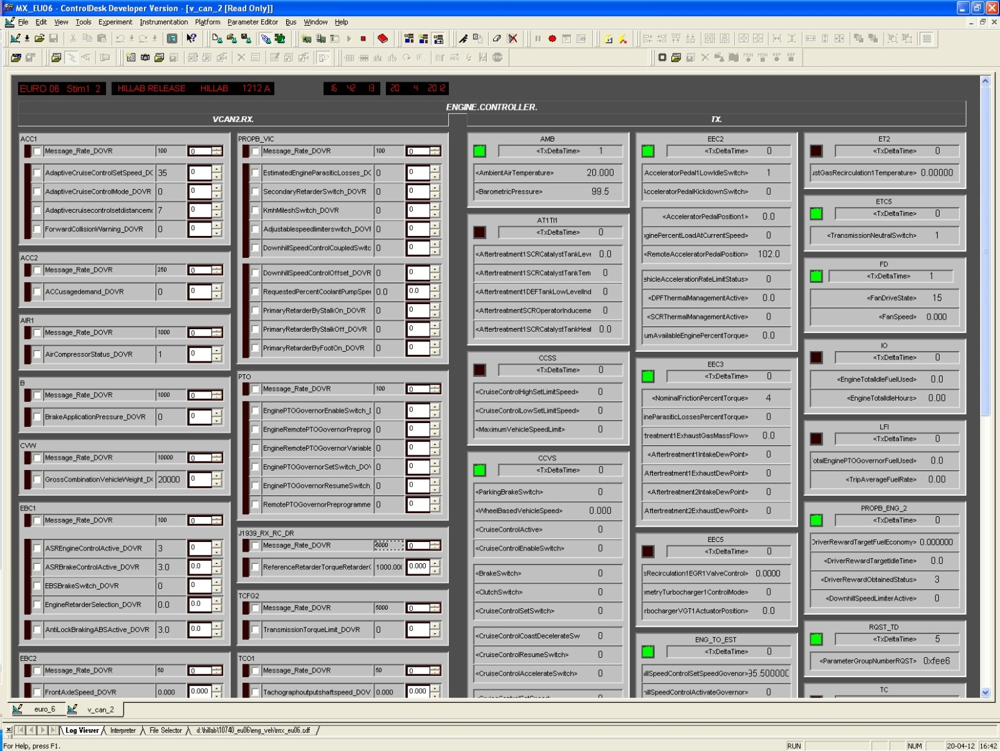 MX_EU06 - ControlDesk Developer Version - [v_can_2 [Read Only]]
File Edit View Tools Experiment Instrumentation Platform Parameter Editor Bus Window Help
EURO 06 Stim1 2 HILLAB RELEASE HILLAB 1212 A 16 42 13 20 4 2012
ENGINE.CONTROLLER.
VCAN2.RX.
TX.
ACC1
Message_Rate_DOVR 100 0
AdaptiveCruiseControlSetSpeed_DC 35 0
AdaptiveCruiseControlMode_DOVR 0 0
Adaptivecruisecontrolsetdistancem 7 0
ForwardCollisionWarning_DOVR 0 0
ACC2
Message_Rate_DOVR 250 0
ACCusagedemand_DOVR 0 0
AIR1
Message_Rate_DOVR 1000 0
AirCompressorStatus_DOVR 1 0
B
Message_Rate_DOVR 1000 0
BrakeApplicationPressure_DOVR 0 0
CVW
Message_Rate_DOVR 10000 0
GrossCombinationVehicleWeight_D 20000 0
EBC1
Message_Rate_DOVR 100 0
ASREngineControlActive_DOVR 3 0
ASRBrakeControlActive_DOVR 3.0 0.0
EBSBrakeSwitch_DOVR 0 0
EngineRetarderSelection_DOVR 0.0 0.0
AntiLockBrakingABSActive_DOVR 3.0 0.0
EBC2
Message_Rate_DOVR 50 0
FrontAxleSpeed_DOVR 0.000 0.000
PROPB_VIC
Message_Rate_DOVR 100 0
EstimatedEngineParasiticLosses_DC 0 0
SecondaryRetarderSwitch_DOVR 0 0
KmhMileshSwitch_DOVR 0 0
Adjustablespeedlimiterswitch_DOVF 0 0
DownhillSpeedControlCoupledSwitc 0 0
DownhillSpeedControlOffset_DOVR 0 0
RequestedPercentCoolantPumpSpee 0.0 0.0
PrimaryRetarderByStalkOn_DOVR 0 0
PrimaryRetarderByStalkOff_DOVR 0 0
PrimaryRetarderByFootOn_DOVR 0 0
PTO
Message_Rate_DOVR 100 0
EnginePTOGovernorEnableSwitch_[ 0 0
EngineRemotePTOGovernorPreprog 0 0
EngineRemotePTOGovernorVariable 0 0
EnginePTOGovernorSetSwitch_DO\ 0 0
EnginePTOGovernorResumeSwitch_ 0 0
RemotePTOGovernorPreprogramme 0 0
J1939_RX_RC_DR
Message_Rate_DOVR 5000 0
ReferenceRetarderTorqueRetarder( 1000.00( 0.000
TCFG2
Message_Rate_DOVR 5000 0
TransmissionTorqueLimit_DOVR 0 0
TCO1
Message_Rate_DOVR 50 0
Tachographoutputshaftspeed_DOV 0.000 0.000
AMB
<TxDeltaTime> 1
<AmbientAirTemperature> 20.000
<BarometricPressure> 99.5
AT1TI1
<TxDeltaTime> 0
<Aftertreatment1SCRCatalystTankLeve 0.0
<Aftertreatment1SCRCatalystTankTem 0
<Aftertreatment1DEFTankLowLevelInd 0
<AftertreatmentSCROperatorInduceme 0
<Aftertreatment1SCRCatalystTankHeat 0.0
CCSS
<TxDeltaTime> 0
<CruiseControlHighSetLimitSpeed> 0
<CruiseControlLowSetLimitSpeed> 0
<MaximumVehicleSpeedLimit> 0
CCVS
<TxDeltaTime> 0
<ParkingBrakeSwitch> 0
<WheelBasedVehicleSpeed> 0.000
<CruiseControlActive> 0
<CruiseControlEnableSwitch> 0
<BrakeSwitch> 0
<ClutchSwitch> 0
<CruiseControlSetSwitch> 0
<CruiseControlCoastDecelerateSw 0
<CruiseControlResumeSwitch> 0
<CruiseControlAccelerateSwitch> 0
EEC2
<TxDeltaTime> 0
AcceleratorPedal1LowIdleSwitch> 1
AcceleratorPedalKickdownSwitch> 0
<AcceleratorPedalPosition1> 0.0
ginePercentLoadAtCurrentSpeed> 0
<RemoteAcceleratorPedalPosition> 102.0
ehicleAccelerationRateLimitStatus> 0
<DPFThermalManagementActive> 0.0
<SCRThermalManagementActive> 0
umAvailableEnginePercentTorque> 0.0
EEC3
<TxDeltaTime> 0
<NominalFrictionPercentTorque> 4
ineParasiticLossesPercentTorque> 0
treatment1ExhaustGasMassFlow> 0.0
<Aftertreatment1IntakeDewPoint> 0
Aftertreatment1ExhaustDewPoint> 0
<Aftertreatment2IntakeDewPoint> 0
Aftertreatment2ExhaustDewPoint> 0
EEC5
<TxDeltaTime> 0
sRecirculation1EGR1ValveControl> 0.0000
metryTurbocharger1ControlMode> 0
rbochargerVGT1ActuatorPosition> 0.0
ENG_TO_EST
<TxDeltaTime> 0
illSpeedControlSetSpeedGovenor> 35.50000(
hillSpeedControlActivateGovernor> 0
ET2
<TxDeltaTime> 0
ustGasRecirculation1Temperature> 0.00000
ETC5
<TxDeltaTime> 0
<TransmissionNeutralSwitch> 1
FD
<TxDeltaTime> 1
<FanDriveState> 15
<FanSpeed> 0.000
IO
<TxDeltaTime> 0
<EngineTotalIdleFuelUsed> 0.0
<EngineTotalIdleHours> 0.00
LFI
<TxDeltaTime> 0
otalEnginePTOGovernorFuelUsed> 0.0
<TripAverageFuelRate> 0.00
PROPB_ENG_2
<TxDeltaTime> 0
DriverRewardTargetFuelEconomy> 0.000000
<DriverRewardTargetIdleTime> 0.0
<DriverRewardObtainedStatus> 3
<DownhillSpeedLimiterActive> 0
RQST_TD
<TxDeltaTime> 5
<ParameterGroupNumberRQST> 0xfee6
TC
euro_6 v_can_2
Log Viewer Interpreter File Selector d:\hillab\10740_eu06\eng_veh\mx_eu06.sdf
For Help, press F1. RUN NUM 20-04-12 16:42